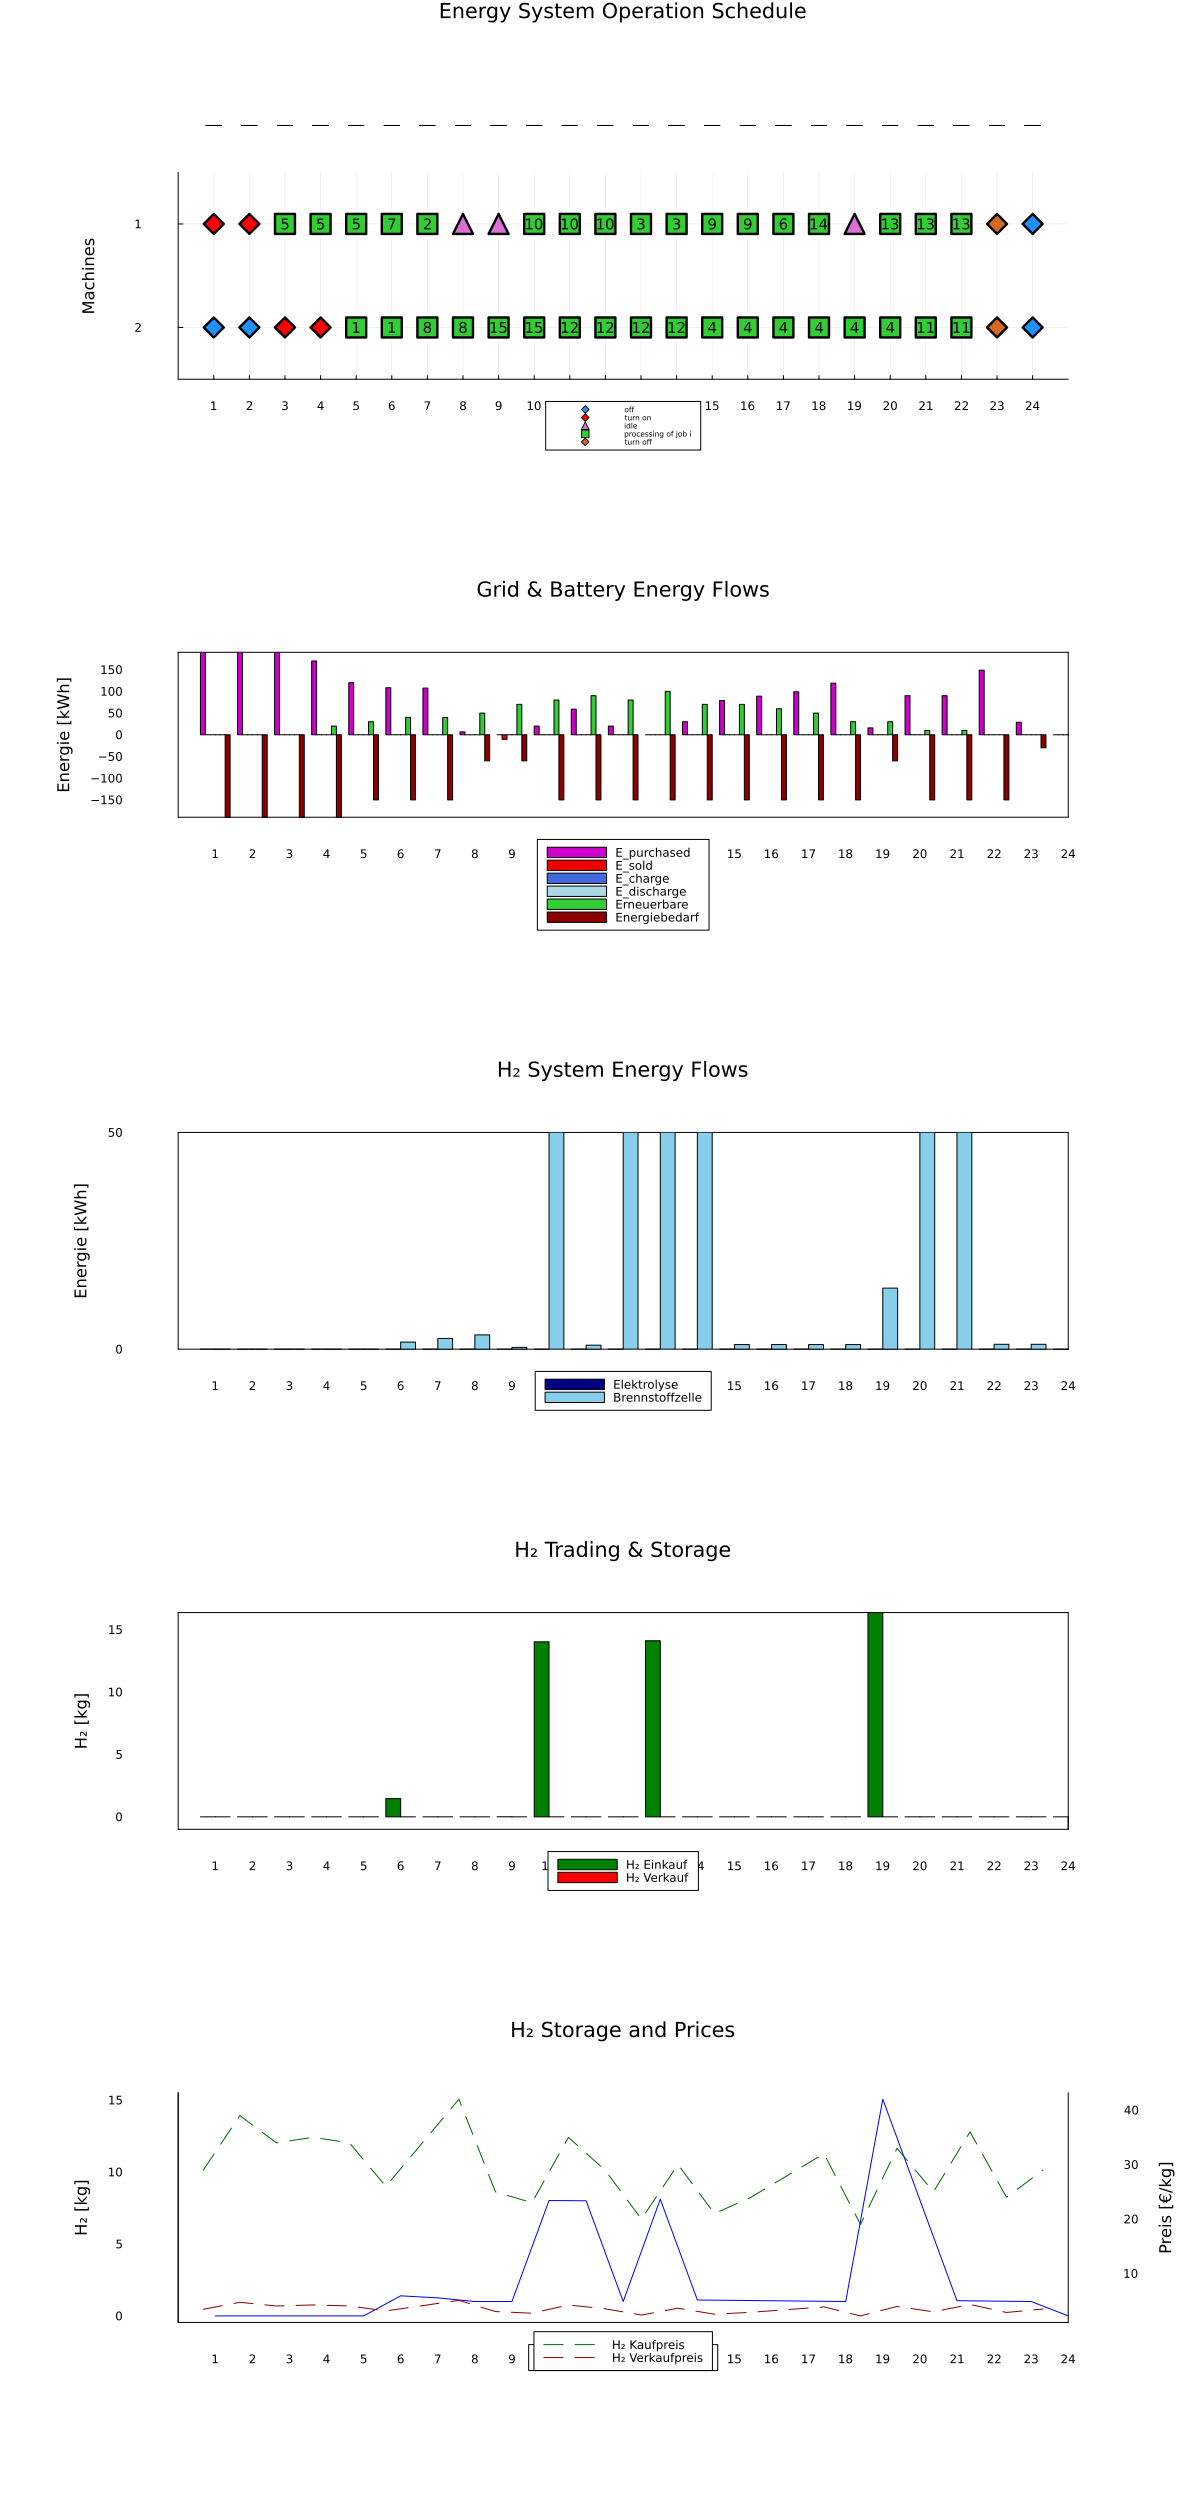 Energy System Operation Schedule
Machines
1
5 5 5 7 2 10 10 10 3 3 9 9 6 14 13 13 13
2
1 1 8 8 15 15 12 12 12 12 4 4 4 4 4 4 11 11
1 2 3 4 5 6 7 8 9 10 15 16 17 18 19 20 21 22 23 24
off
turn on
idle
processing of job i
turn off
Grid & Battery Energy Flows
Energie [kWh]
150
100
50
0
−50
−100
−150
1 2 3 4 5 6 7 8 9 15 16 17 18 19 20 21 22 23 24
E_purchased
E_sold
E_charge
E_discharge
Erneuerbare
Energiebedarf
H₂ System Energy Flows
Energie [kWh]
50
0
1 2 3 4 5 6 7 8 9 15 16 17 18 19 20 21 22 23 24
Elektrolyse
Brennstoffzelle
H₂ Trading & Storage
H₂ [kg]
15
10
5
0
1 2 3 4 5 6 7 8 9 1 4 15 16 17 18 19 20 21 22 23 24
H₂ Einkauf
H₂ Verkauf
H₂ Storage and Prices
H₂ [kg]
15
10
5
0
40
30
20
10
Preis [€/kg]
1 2 3 4 5 6 7 8 9 15 16 17 18 19 20 21 22 23 24
H₂ Kaufpreis
H₂ Verkaufpreis